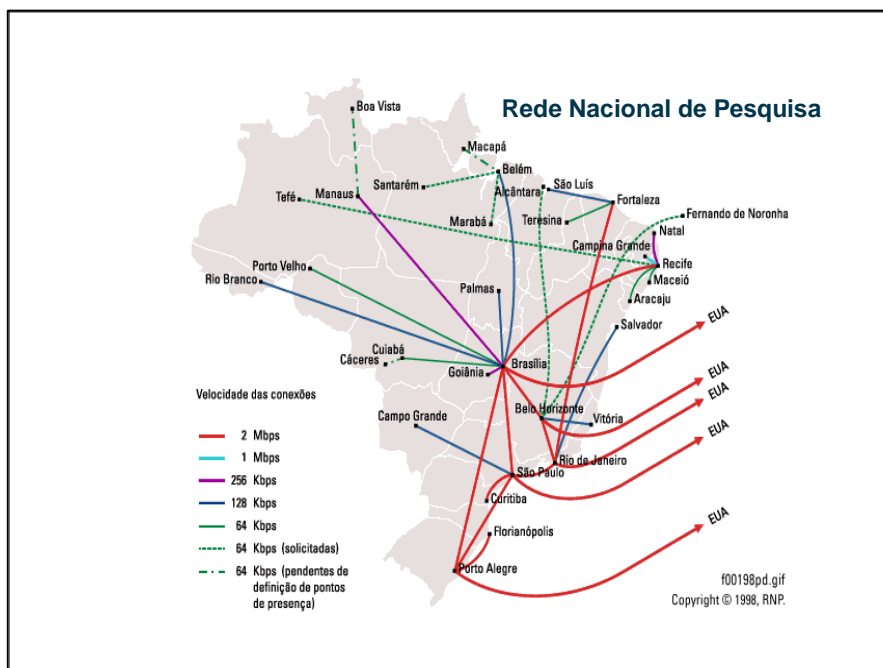 Rede Nacional de Pesquisa
Boa Vista
Macapá
Belém
Santarém
Alcântara
São Luís
Tefé
Manaus
Fortaleza
Marabá
Teresina
Fernando de Noronha
Natal
Campina Grande
Recife
Porto Velho
Rio Branco
Maceió
Palmas
Aracaju
Salvador
EUA
Cuiabá
Cáceres
Brasília
Goiânia
EUA
EUA
Velocidade das conexões
Campo Grande
Belo Horizonte
Vitória
EUA
2 Mbps
1 Mbps
256 Kbps
128 Kbps
64 Kbps
64 Kbps (solicitadas)
64 Kbps (pendentes de
definição de pontos
de presença)
Rio de Janeiro
São Paulo
Curitiba
Florianópolis
EUA
Porto Alegre
f00198pd.gif
Copyright © 1998, RNP.